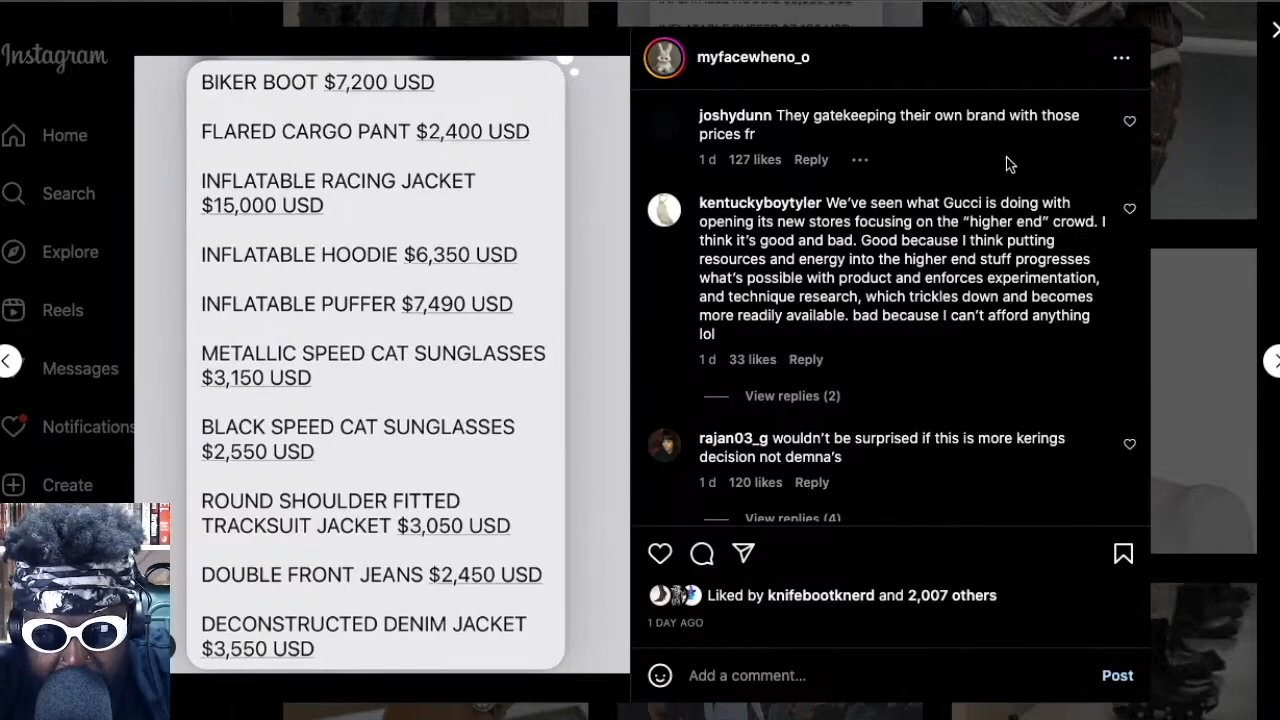 Instagram
Home
Search
Explore
Reels
Messages
Notifications
Create
BIKER BOOT $7,200 USD
FLARED CARGO PANT $2,400 USD
INFLATABLE RACING JACKET
$15,000 USD
INFLATABLE HOODIE $6,350 USD
INFLATABLE PUFFER $7,490 USD
METALLIC SPEED CAT SUNGLASSES
$3,150 USD
BLACK SPEED CAT SUNGLASSES
$2,550 USD
ROUND SHOULDER FITTED
TRACKSUIT JACKET $3,050 USD
DOUBLE FRONT JEANS $2,450 USD
DECONSTRUCTED DENIM JACKET
$3,550 USD
myfacewheno_o
joshydunn They gatekeeping their own brand with those
prices fr
1 d 127 likes Reply
kentuckyboytyler We’ve seen what Gucci is doing with
opening its new stores focusing on the “higher end” crowd. I
think it’s good and bad. Good because I think putting
resources and energy into the higher end stuff progresses
what’s possible with product and enforces experimentation,
and technique research, which trickles down and becomes
more readily available. bad because I can’t afford anything
lol
1 d 33 likes Reply
View replies (2)
rajan03_g wouldn’t be surprised if this is more kerings
decision not demna’s
1 d 120 likes Reply
View replies (4)
Liked by knifebootknerd and 2,007 others
1 DAY AGO
Add a comment...
Post